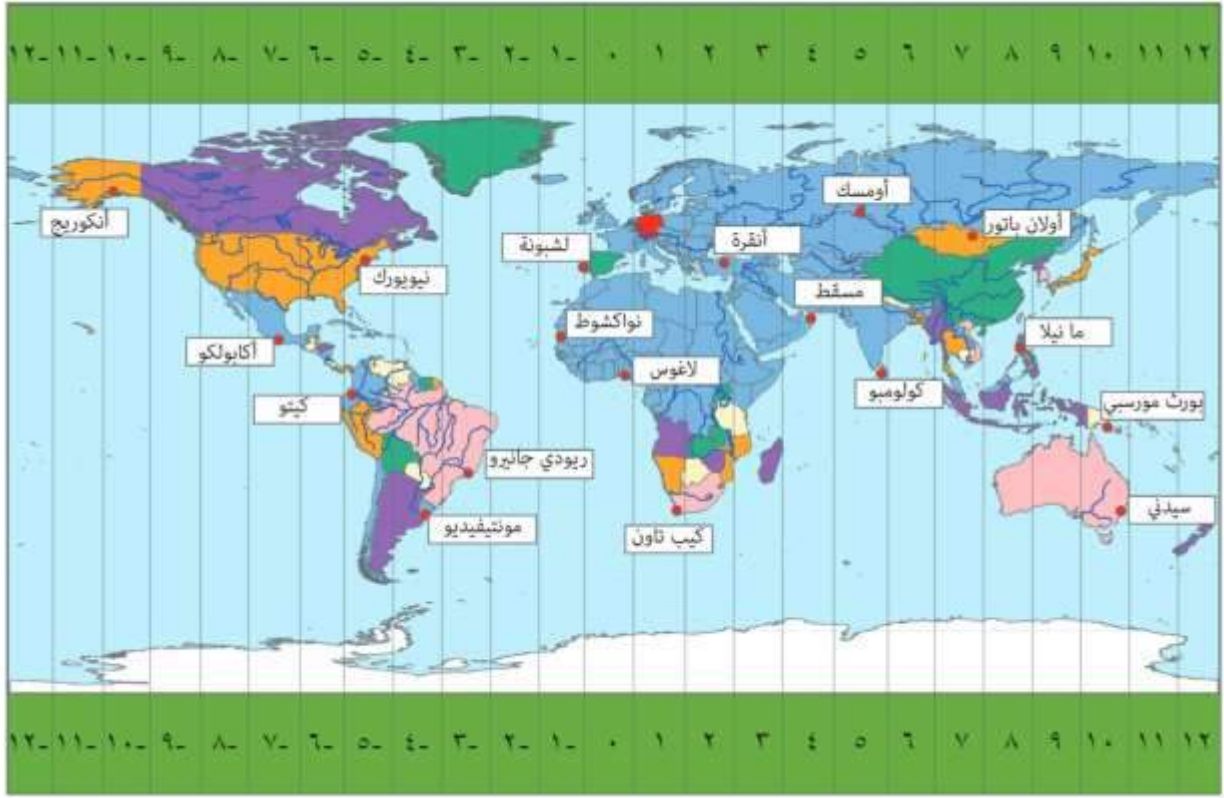 -١٢ -١١ -١٠ -٩ -٨ -٧ -٦ -٥ -٤ -٣ -٢ -١ ٠ ١ ٢ ٣ ٤ ٥ ٦ ٧ ٨ ٩ ١٠ ١١ ١٢
أومسك
أنكوريج
أولان باتور
أنقرة
لشبونة
نيويورك
مسقط
نواكشوط
ما نيلا
أكابولكو
لاغوس
كولومبو
كيتو
بورث مورسبي
ريودي جانيرو
سيدني
مونتيفيديو
كيب تاون
-١٢ -١١ -١٠ -٩ -٨ -٧ -٦ -٥ -٤ -٣ -٢ -١ ٠ ١ ٢ ٣ ٤ ٥ ٦ ٧ ٨ ٩ ١٠ ١١ ١٢